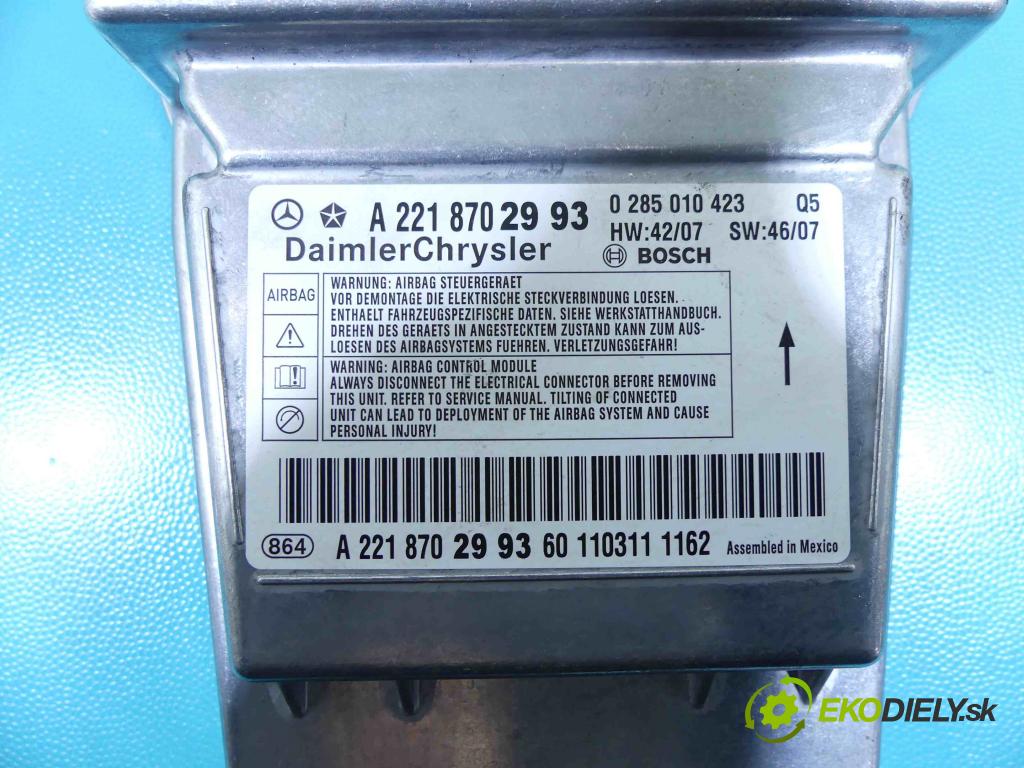 A 221 870 29 93
DaimlerChrysler
0 285 010 423 Q5
HW:42/07 SW:46/07
BOSCH
AIRBAG
WARNUNG: AIRBAG STEUERGERAET
VOR DEMONTAGE DIE ELEKTRISCHE STECKVERBINDUNG LOESEN.
ENTHAELT FAHRZEUGSPEZIFISCHE DATEN. SIEHE WERKSTATTHANDBUCH.
DREHEN DES GERAETS IN ANGESTECKTEM ZUSTAND KANN ZUM AUS-
LOESEN DES AIRBAGSYSTEMS FUEHREN. VERLETZUNGSGEFAHR!
WARNING: AIRBAG CONTROL MODULE
ALWAYS DISCONNECT THE ELECTRICAL CONNECTOR BEFORE REMOVING
THIS UNIT. REFER TO SERVICE MANUAL. TILTING OF CONNECTED
UNIT CAN LEAD TO DEPLOYMENT OF THE AIRBAG SYSTEM AND CAUSE
PERSONAL INJURY!
864 A 221 870 29 93 60 110311 1162 Assembled in Mexico
EKODIELY.sk